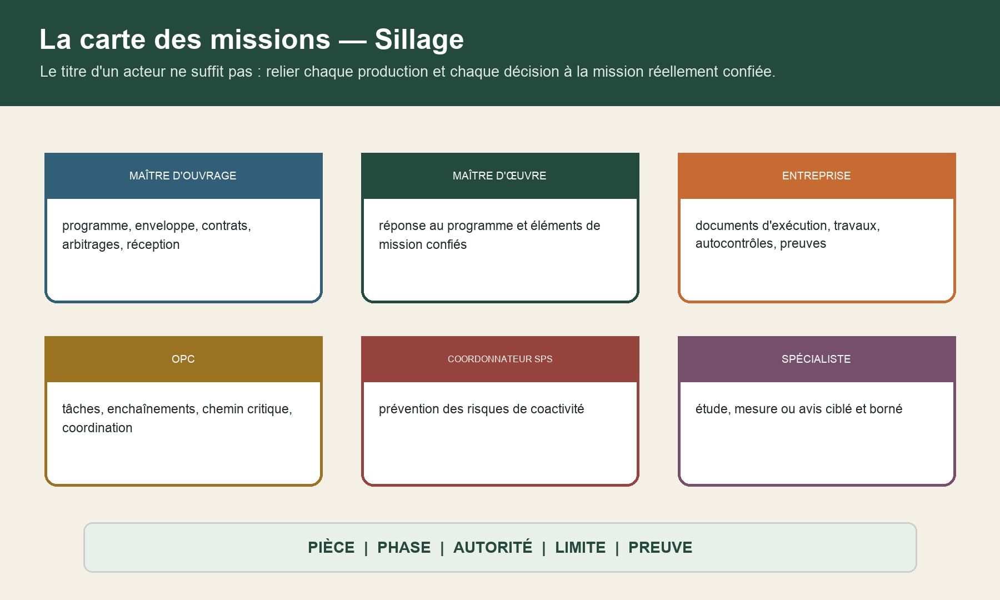 La carte des missions — Sillage
Le titre d'un acteur ne suffit pas : relier chaque production et chaque décision à la mission réellement confiée.
MAÎTRE D'OUVRAGE
programme, enveloppe, contrats,
arbitrages, réception
MAÎTRE D'ŒUVRE
réponse au programme et éléments de
mission confiés
ENTREPRISE
documents d'exécution, travaux,
autocontrôles, preuves
OPC
tâches, enchaînements, chemin critique,
coordination
COORDONNATEUR SPS
prévention des risques de coactivité
SPÉCIALISTE
étude, mesure ou avis ciblé et borné
PIÈCE | PHASE | AUTORITÉ | LIMITE | PREUVE